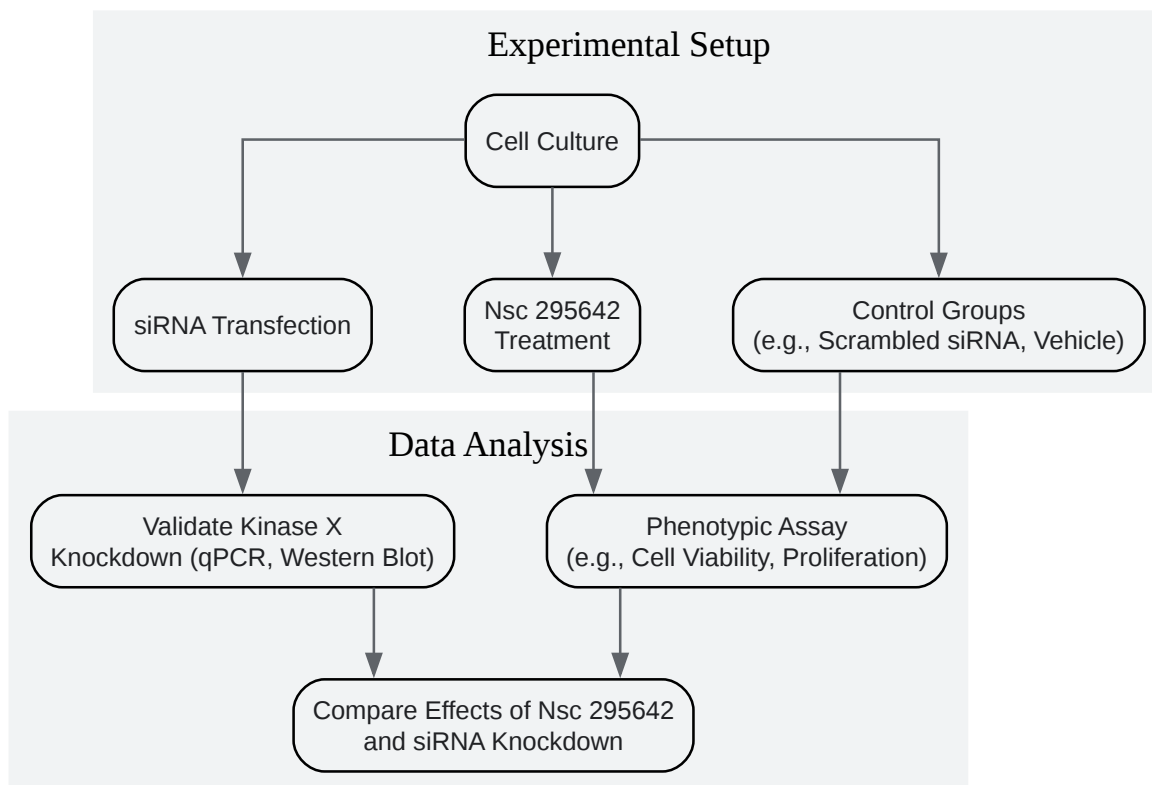 Experimental Setup
Cell Culture
siRNA Transfection
Nsc 295642
Treatment
Control Groups
(e.g., Scrambled siRNA, Vehicle)
Data Analysis
Validate Kinase X
Knockdown (qPCR, Western Blot)
Phenotypic Assay
(e.g., Cell Viability, Proliferation)
Compare Effects of Nsc 295642
and siRNA Knockdown